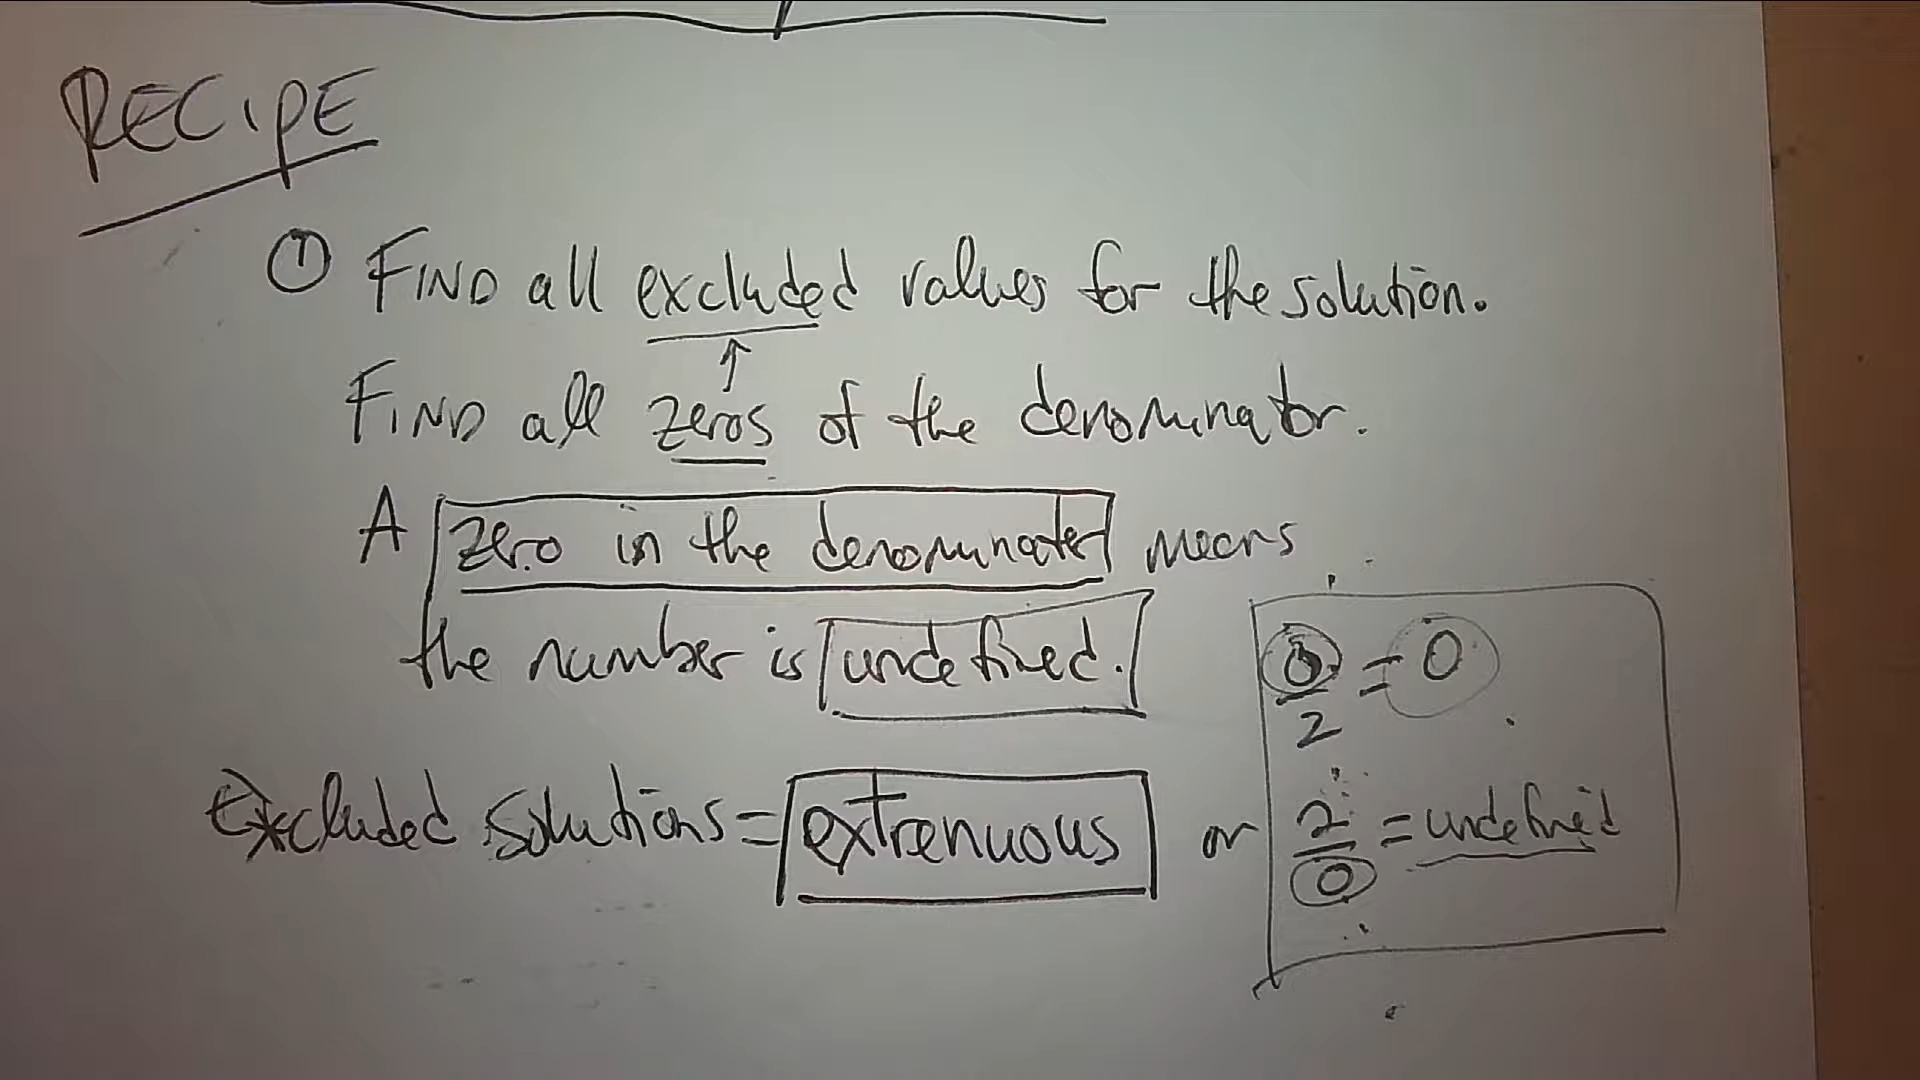 RECIPE
① FIND all excluded values for the solution.
↑
FIND all zeros of the denominator.
A zero in the denominater means
the number is undefined.
0/2 = 0
Excluded solutions = extrenuous or
2/0 = undefined